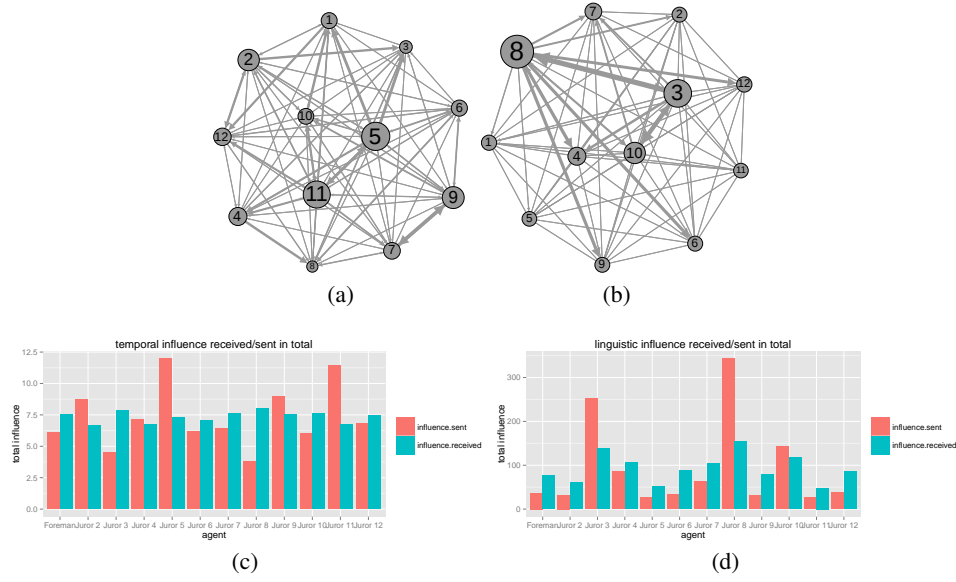 1
2
3
6
10
12
5
11
9
4
7
8
(a)
7
2
8
12
3
1
4
10
11
5
6
9
(b)
temporal influence received/sent in total
12.5
10.0
7.5
5.0
2.5
0.0
total influence
Foreman Juror 2 Juror 3 Juror 4 Juror 5 Juror 6 Juror 7 Juror 8 Juror 9 Juror 10 Juror 11 Juror 12
agent
influence.sent
influence.received
(c)
linguistic influence received/sent in total
300
200
100
0
total influence
Foreman Juror 2 Juror 3 Juror 4 Juror 5 Juror 6 Juror 7 Juror 8 Juror 9 Juror 10 Juror 11 Juror 12
agent
influence.sent
influence.received
(d)